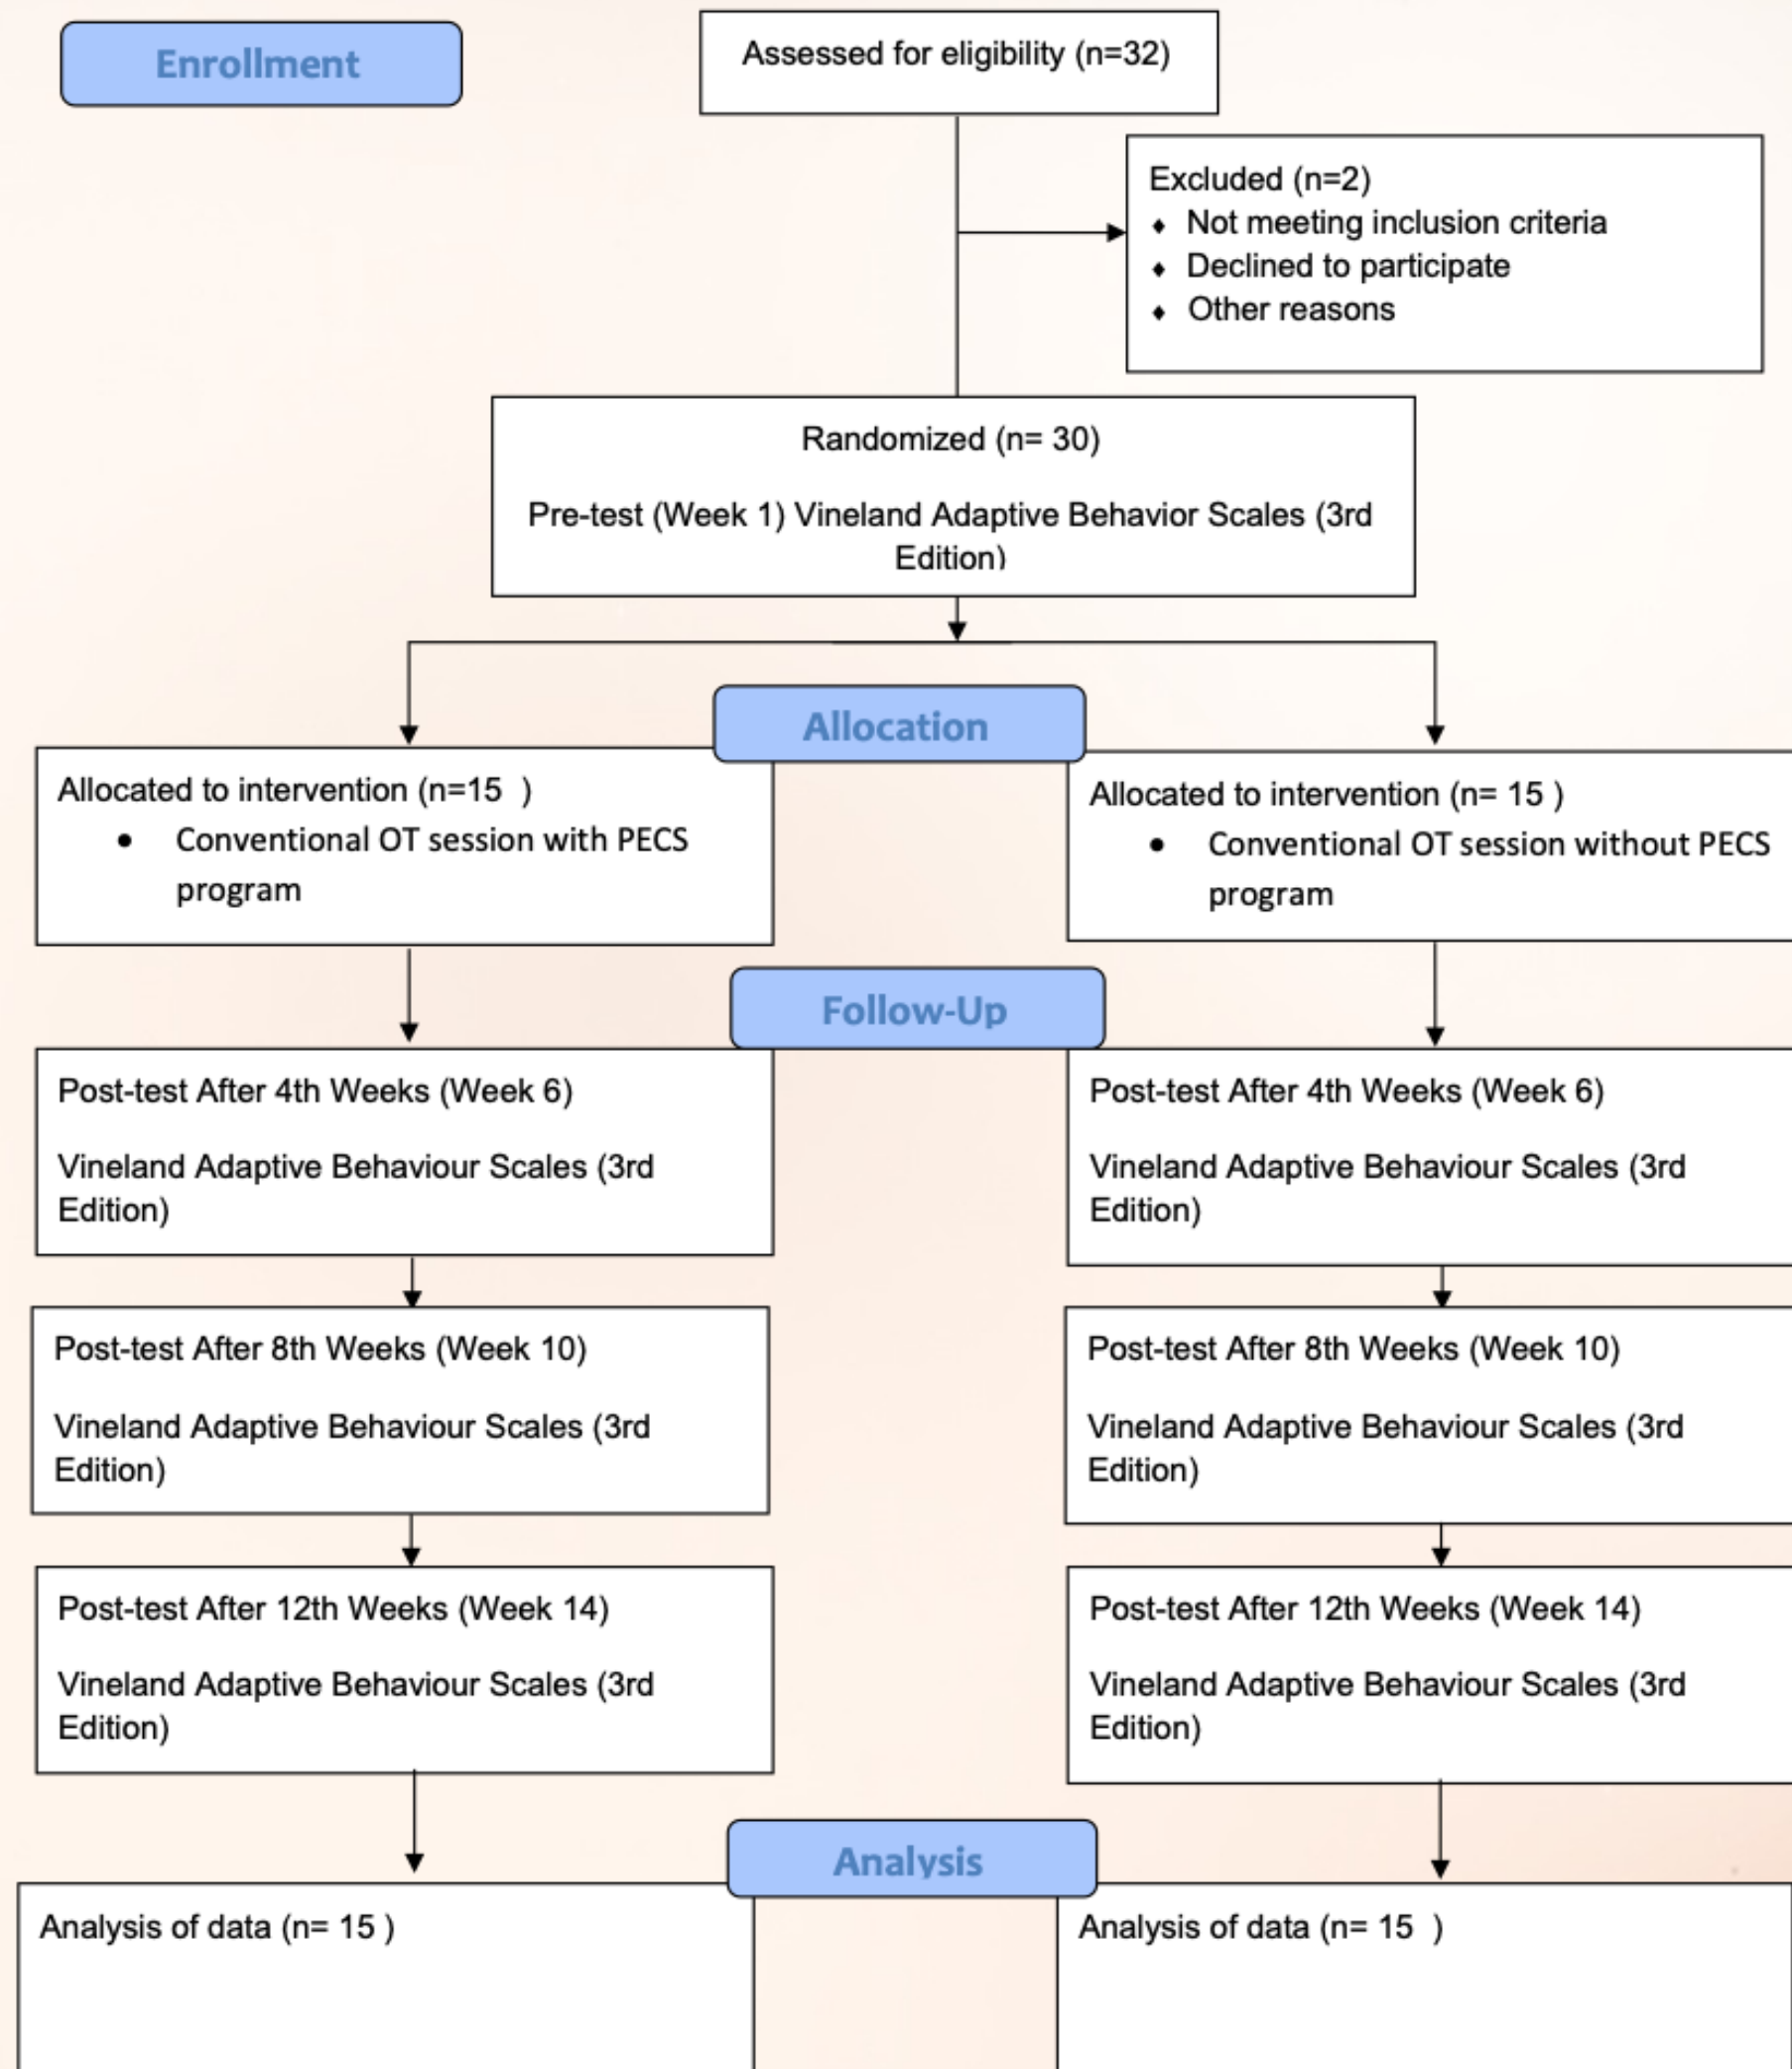 Enrollment
Assessed for eligibility (n=32)
Excluded (n=2)
♦ Not meeting inclusion criteria
♦ Declined to participate
♦ Other reasons
Randomized (n= 30)
Pre-test (Week 1) Vineland Adaptive Behavior Scales (3rd
Edition)
Allocation
Allocated to intervention (n=15  )
• Conventional OT session with PECS
program
Allocated to intervention (n= 15 )
• Conventional OT session without PECS
program
Follow-Up
Post-test After 4th Weeks (Week 6)
Vineland Adaptive Behaviour Scales (3rd
Edition)
Post-test After 4th Weeks (Week 6)
Vineland Adaptive Behaviour Scales (3rd
Edition)
Post-test After 8th Weeks (Week 10)
Vineland Adaptive Behaviour Scales (3rd
Edition)
Post-test After 8th Weeks (Week 10)
Vineland Adaptive Behaviour Scales (3rd
Edition)
Post-test After 12th Weeks (Week 14)
Vineland Adaptive Behaviour Scales (3rd
Edition)
Post-test After 12th Weeks (Week 14)
Vineland Adaptive Behaviour Scales (3rd
Edition)
Analysis
Analysis of data (n= 15 )
Analysis of data (n= 15  )